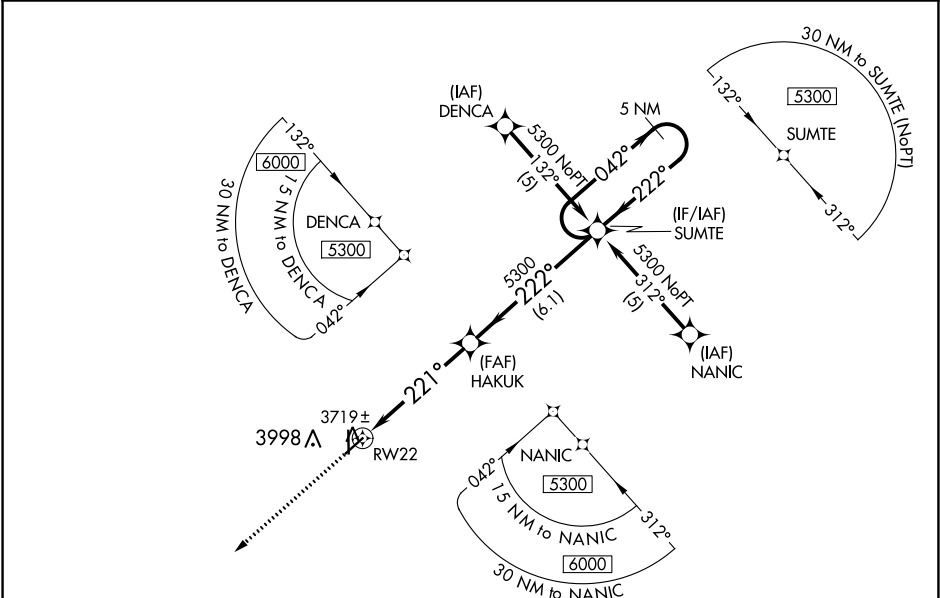 30 NM to SUMTE (NoPT)
132°
5300
SUMTE
312°
(IAF)
DENCA
5300 NoPT
132°
(5)
5 NM
042°
222°
(IF/IAF)
SUMTE
132°
6000
15 NM to DENCA
30 NM to DENCA
DENCA
5300
042°
5300
222°
(6.1)
5300 NoPT
312°
(5)
(IAF)
NANIC
(FAF)
HAKUK
221°
3719±
3998
RW22
NANIC
042°
5300
15 NM to NANIC
312°
6000
30 NM to NANIC